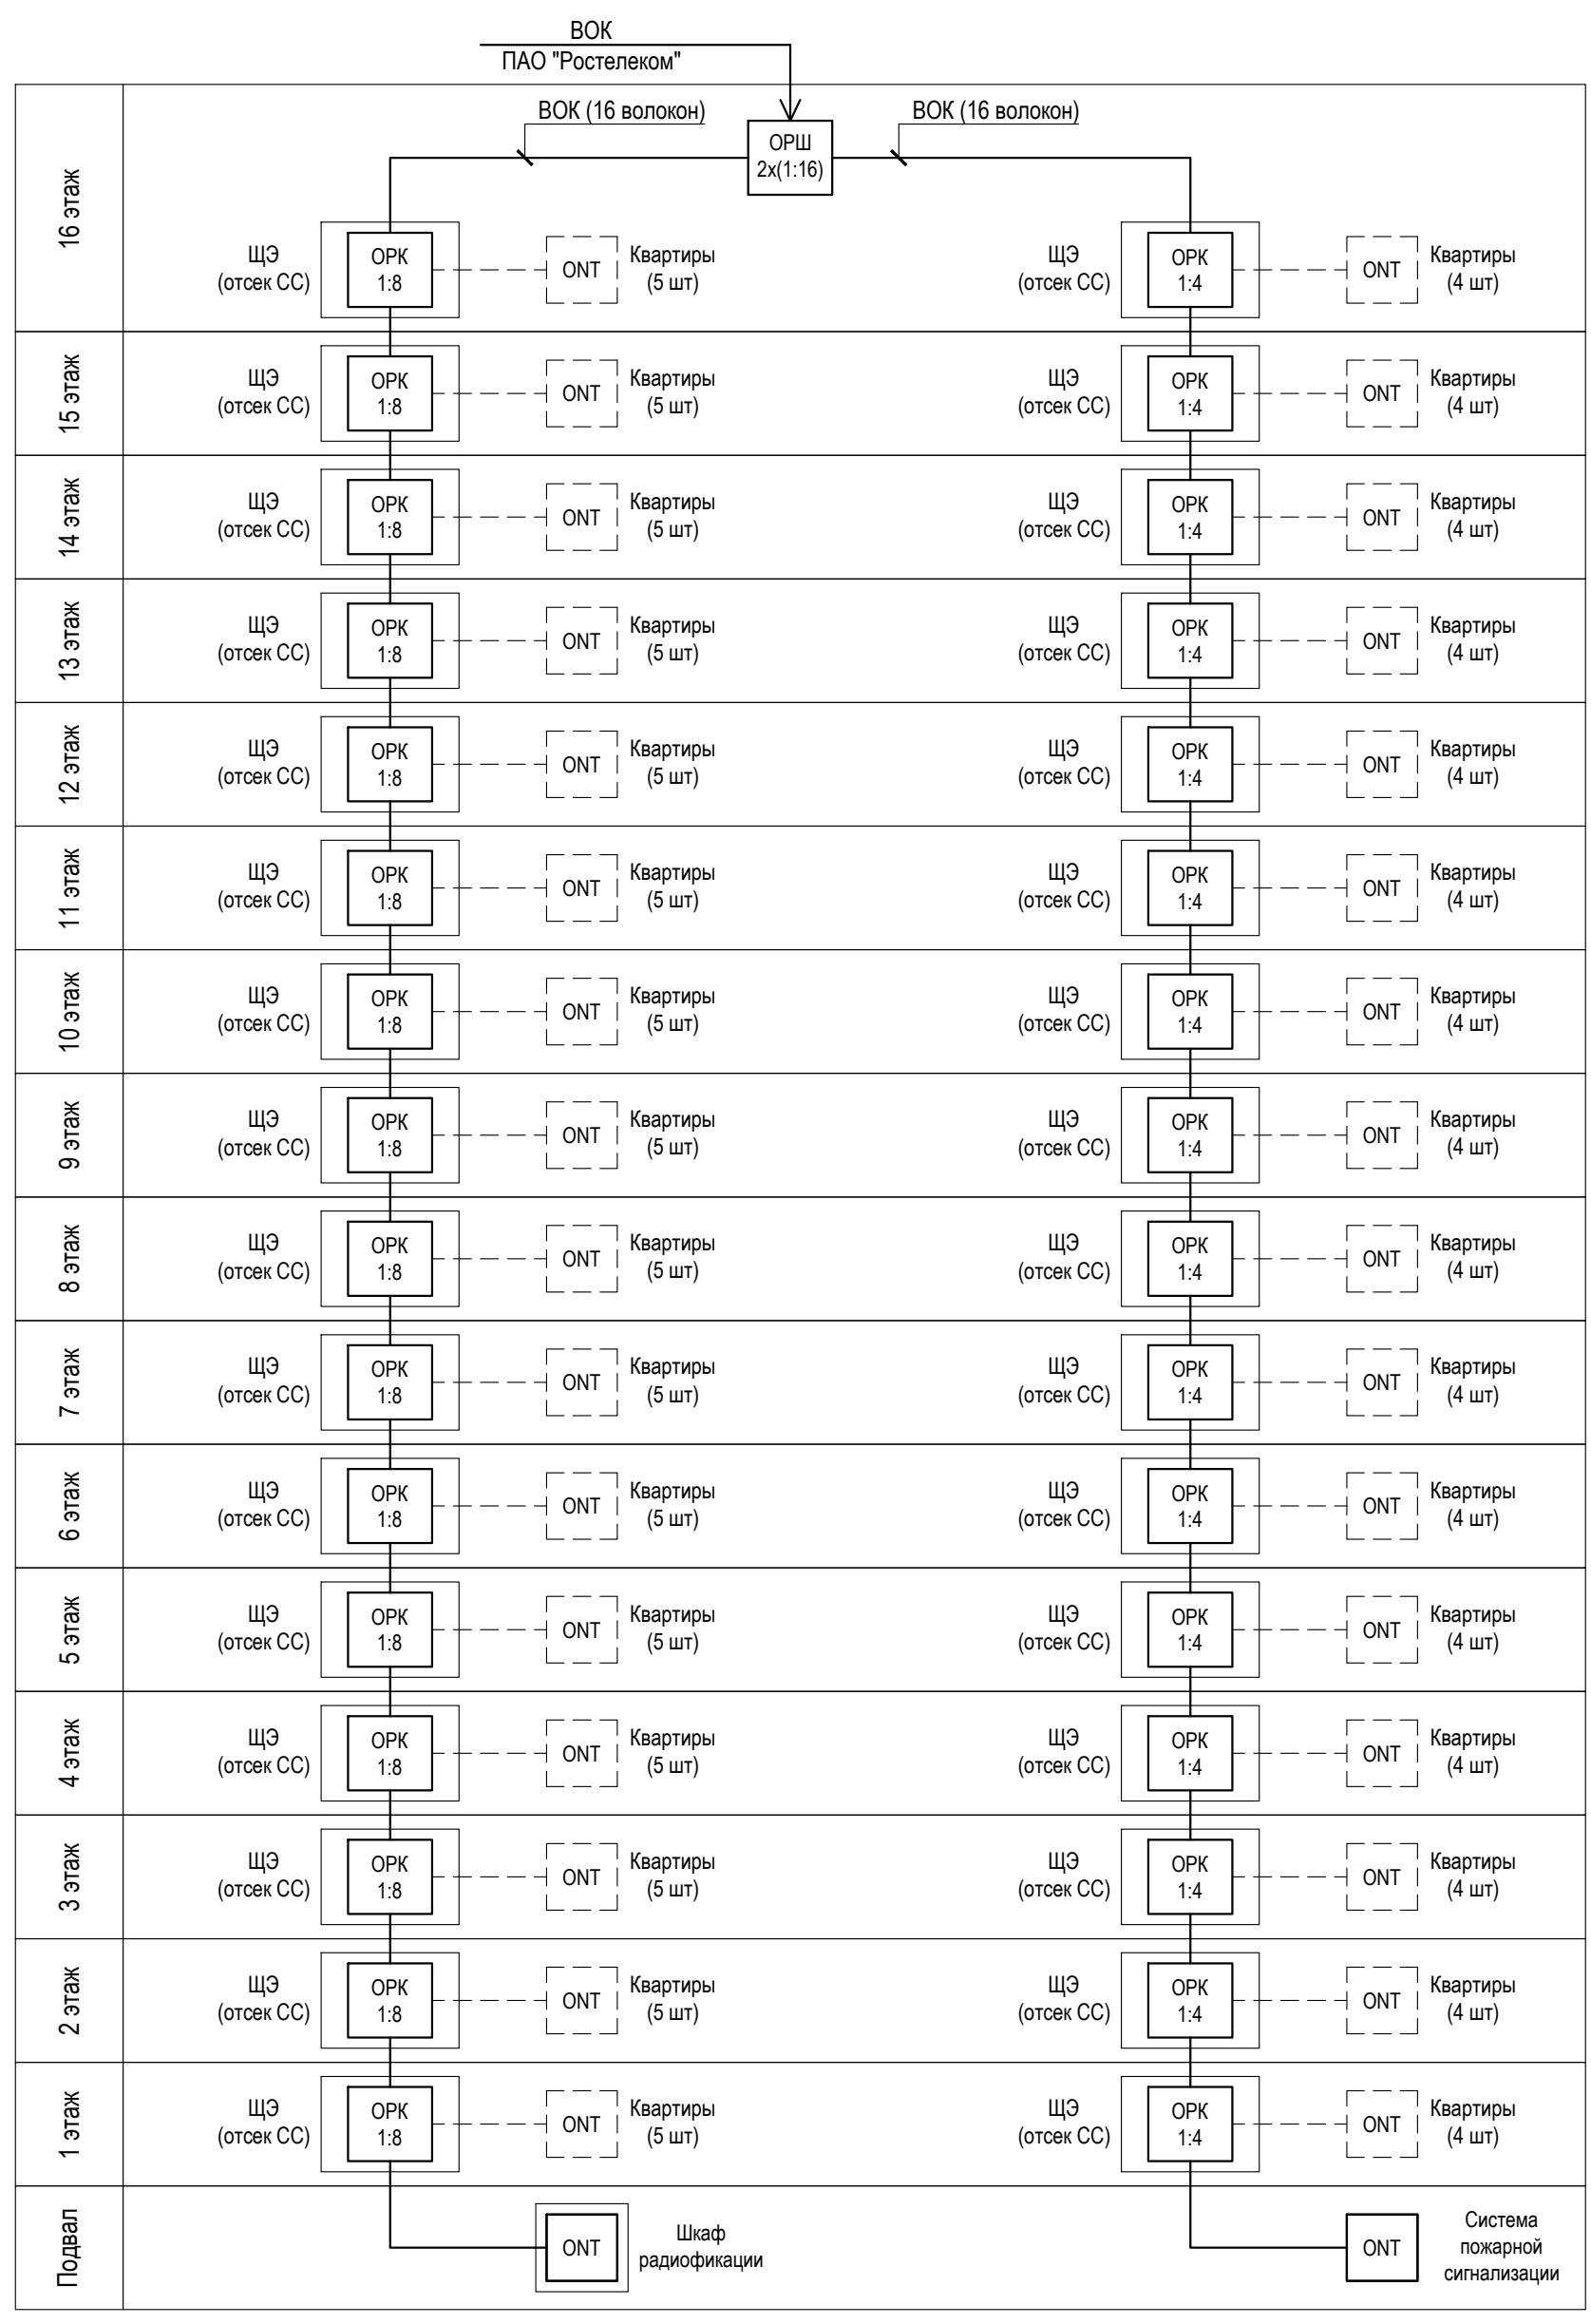 ВОК
ПАО "Ростелеком"
ВОК (16 волокон)
ОРШ
2х(1:16)
ВОК (16 волокон)
16 этаж
ЩЭ
(отсек СС)
ОРК
1:8
ONT
Квартиры
(5 шт)
ЩЭ
(отсек СС)
ОРК
1:4
ONT
Квартиры
(4 шт)
15 этаж
ЩЭ
(отсек СС)
ОРК
1:8
ONT
Квартиры
(5 шт)
ЩЭ
(отсек СС)
ОРК
1:4
ONT
Квартиры
(4 шт)
14 этаж
ЩЭ
(отсек СС)
ОРК
1:8
ONT
Квартиры
(5 шт)
ЩЭ
(отсек СС)
ОРК
1:4
ONT
Квартиры
(4 шт)
13 этаж
ЩЭ
(отсек СС)
ОРК
1:8
ONT
Квартиры
(5 шт)
ЩЭ
(отсек СС)
ОРК
1:4
ONT
Квартиры
(4 шт)
12 этаж
ЩЭ
(отсек СС)
ОРК
1:8
ONT
Квартиры
(5 шт)
ЩЭ
(отсек СС)
ОРК
1:4
ONT
Квартиры
(4 шт)
11 этаж
ЩЭ
(отсек СС)
ОРК
1:8
ONT
Квартиры
(5 шт)
ЩЭ
(отсек СС)
ОРК
1:4
ONT
Квартиры
(4 шт)
10 этаж
ЩЭ
(отсек СС)
ОРК
1:8
ONT
Квартиры
(5 шт)
ЩЭ
(отсек СС)
ОРК
1:4
ONT
Квартиры
(4 шт)
9 этаж
ЩЭ
(отсек СС)
ОРК
1:8
ONT
Квартиры
(5 шт)
ЩЭ
(отсек СС)
ОРК
1:4
ONT
Квартиры
(4 шт)
8 этаж
ЩЭ
(отсек СС)
ОРК
1:8
ONT
Квартиры
(5 шт)
ЩЭ
(отсек СС)
ОРК
1:4
ONT
Квартиры
(4 шт)
7 этаж
ЩЭ
(отсек СС)
ОРК
1:8
ONT
Квартиры
(5 шт)
ЩЭ
(отсек СС)
ОРК
1:4
ONT
Квартиры
(4 шт)
6 этаж
ЩЭ
(отсек СС)
ОРК
1:8
ONT
Квартиры
(5 шт)
ЩЭ
(отсек СС)
ОРК
1:4
ONT
Квартиры
(4 шт)
5 этаж
ЩЭ
(отсек СС)
ОРК
1:8
ONT
Квартиры
(5 шт)
ЩЭ
(отсек СС)
ОРК
1:4
ONT
Квартиры
(4 шт)
4 этаж
ЩЭ
(отсек СС)
ОРК
1:8
ONT
Квартиры
(5 шт)
ЩЭ
(отсек СС)
ОРК
1:4
ONT
Квартиры
(4 шт)
3 этаж
ЩЭ
(отсек СС)
ОРК
1:8
ONT
Квартиры
(5 шт)
ЩЭ
(отсек СС)
ОРК
1:4
ONT
Квартиры
(4 шт)
2 этаж
ЩЭ
(отсек СС)
ОРК
1:8
ONT
Квартиры
(5 шт)
ЩЭ
(отсек СС)
ОРК
1:4
ONT
Квартиры
(4 шт)
1 этаж
ЩЭ
(отсек СС)
ОРК
1:8
ONT
Квартиры
(5 шт)
ЩЭ
(отсек СС)
ОРК
1:4
ONT
Квартиры
(4 шт)
Подвал
ONT
Шкаф
радиофикации
ONT
Система
пожарной
сигнализации